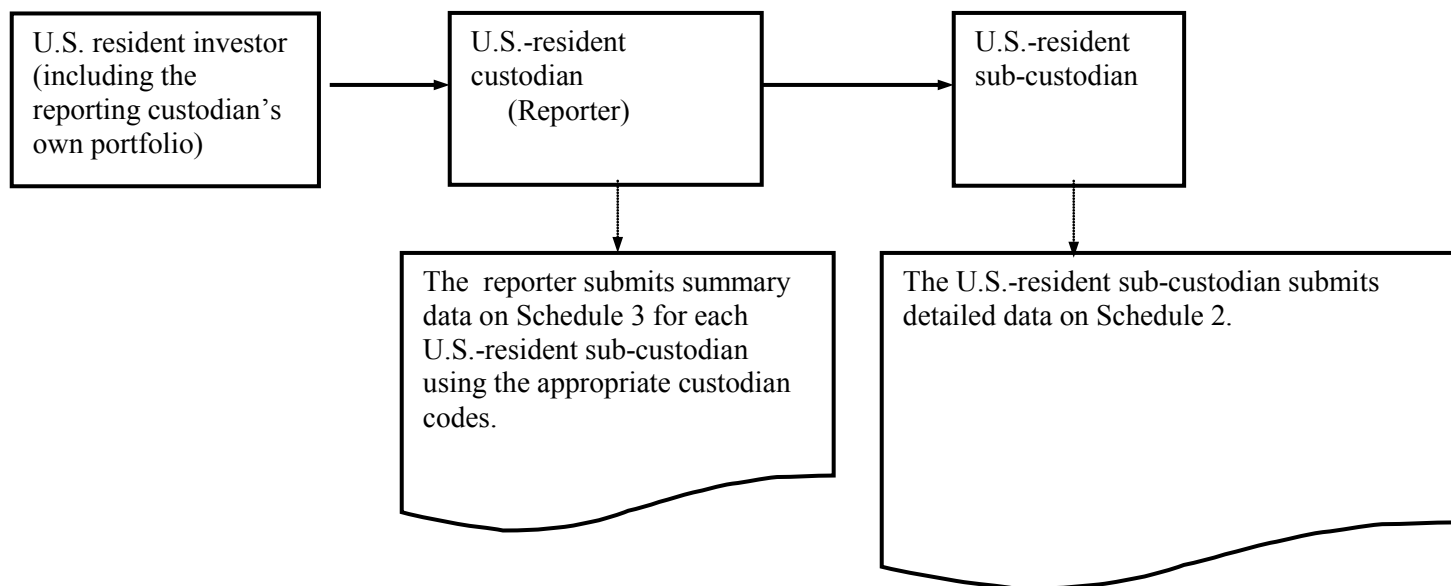 U.S. resident investor
(including the
reporting custodian’s
own portfolio)
U.S.-resident
custodian
(Reporter)
U.S.-resident
sub-custodian
The  reporter submits summary
data on Schedule 3 for each
U.S.-resident sub-custodian
using the appropriate custodian
codes.
The U.S.-resident sub-custodian submits
detailed data on Schedule 2.